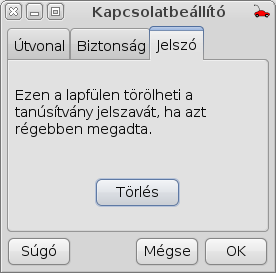 Kapcsolatbeállító
Útvonal Biztonság Jelszó
Ezen a lapfülen törölheti a
tanúsítvány jelszavát, ha azt
régebben megadta.
Törlés
Súgó Mégse OK